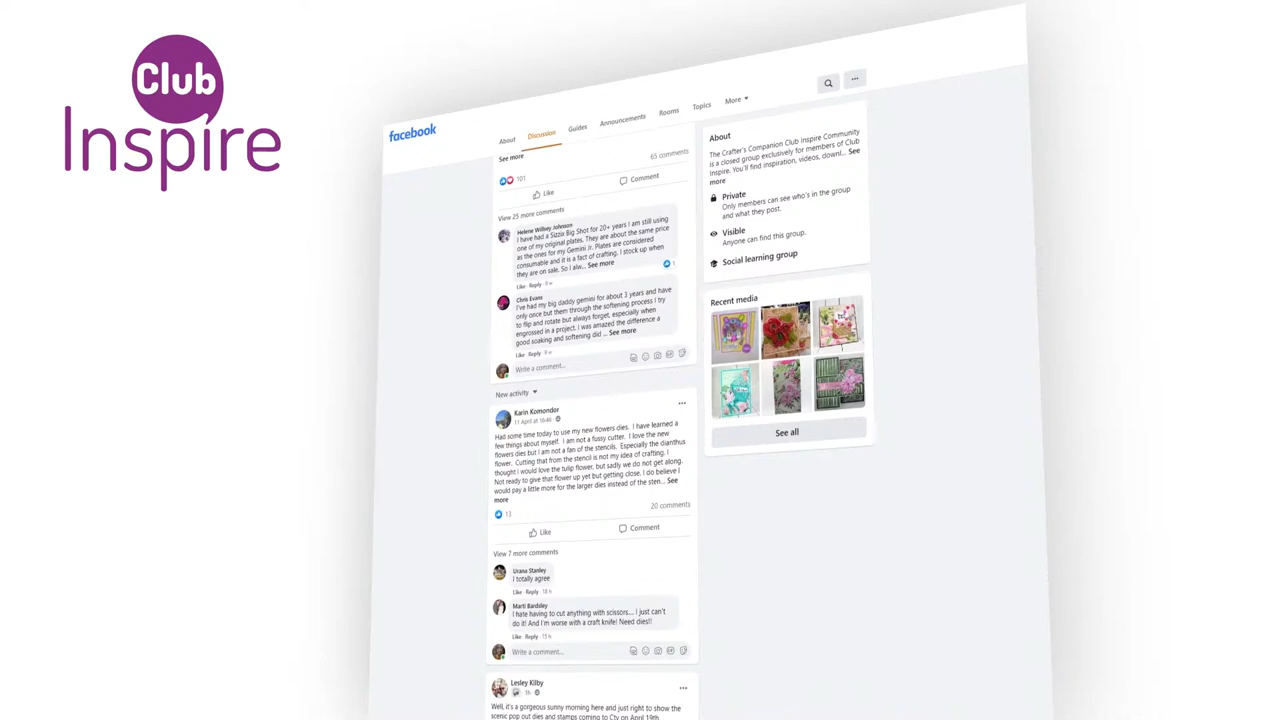 Club
Inspire
facebook
About
Discussion
Guides
Announcements
Rooms
Topics
More
See more
65 comments
101
Like
Comment
View 25 more comments
Helene Willsey Johnson
I have had a Sizzix Big Shot for 20+ years I am still using
one of my original plates. They are about the same price
as the ones for my Gemini Jr. Plates are considered
consumable and it is a fact of crafting. I stock up when
they are on sale. So I alw... See more
1
Like · Reply · 9 w
Chris Evans
I've had my big daddy gemini for about 3 years and have
only once but them through the softening process I try
to flip and rotate but always forget, especially when
engrossed in a project. I was amazed the difference a
good soaking and softening did ... See more
Like · Reply · 9 w
Write a comment...
New activity
Karin Komondor
11 April at 16:46
Had some time today to use my new flowers dies. I have learned a
few things about myself. I am not a fussy cutter. I love the new
flowers dies but I am not a fan of the stencils. Especially the dianthus
flower. Cutting that from the stencil is not my idea of crafting. I
thought I would love the tulip flower, but sadly we do not get along.
Not ready to give that flower up yet but getting close. I do believe I
would pay a little more for the larger dies instead of the sten... See
more
13
20 comments
Like
Comment
View 7 more comments
Urana Stanley
I totally agree
Like · Reply · 18 h
Marti Bardsley
I hate having to cut anything with scissors.... I just can't
do it! And I'm worse with a craft knife! Need dies!!
Like · Reply · 15 h
Write a comment...
Lesley Kilby
1h
Well, it's a gorgeous sunny morning here and just right to show the
scenic pop out dies and stamps coming to Ctv on April 19th
About
The Crafter's Companion Club Inspire Community
is a closed group exclusively for members of Club
Inspire. You'll find inspiration, videos, downl... See
more
Private
Only members can see who's in the group
and what they post.
Visible
Anyone can find this group.
Social learning group
Recent media
See all